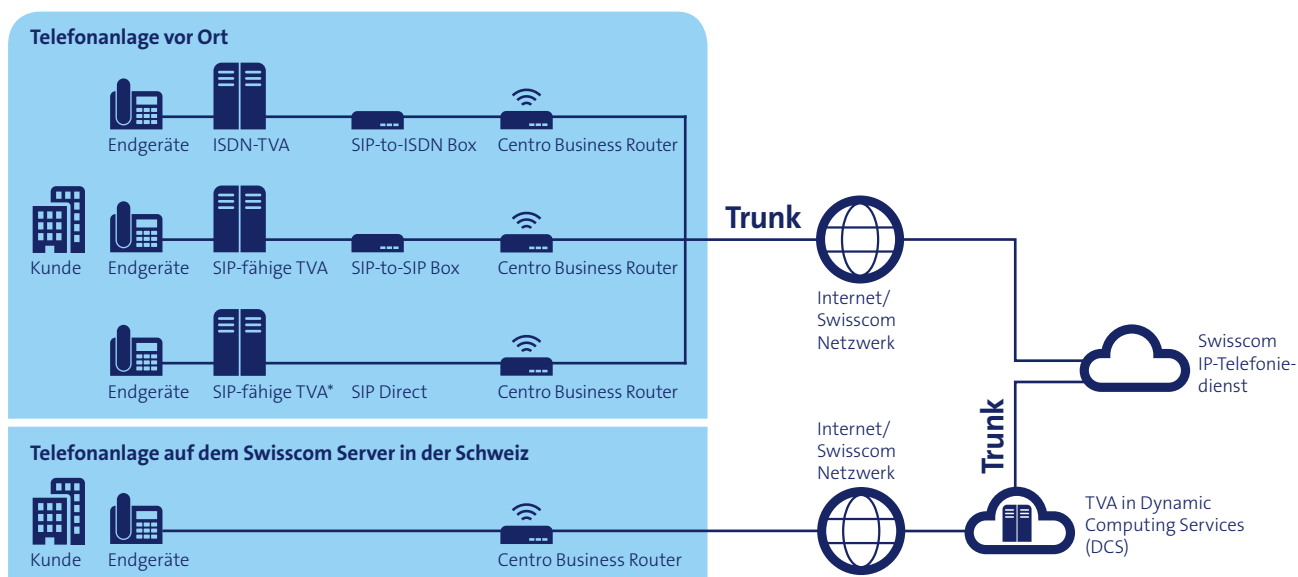 Telefonanlage vor Ort
Endgeräte
ISDN-TVA
SIP-to-ISDN Box
Centro Business Router
Kunde
Endgeräte
SIP-fähige TVA
SIP-to-SIP Box
Centro Business Router
Endgeräte
SIP-fähige TVA*
SIP Direct
Centro Business Router
Trunk
Internet/
Swisscom
Netzwerk
Swisscom
IP-Telefonie-
dienst
Telefonanlage auf dem Swisscom Server in der Schweiz
Kunde
Endgeräte
Centro Business Router
Internet/
Swisscom
Netzwerk
Trunk
TVA in Dynamic
Computing Services
(DCS)